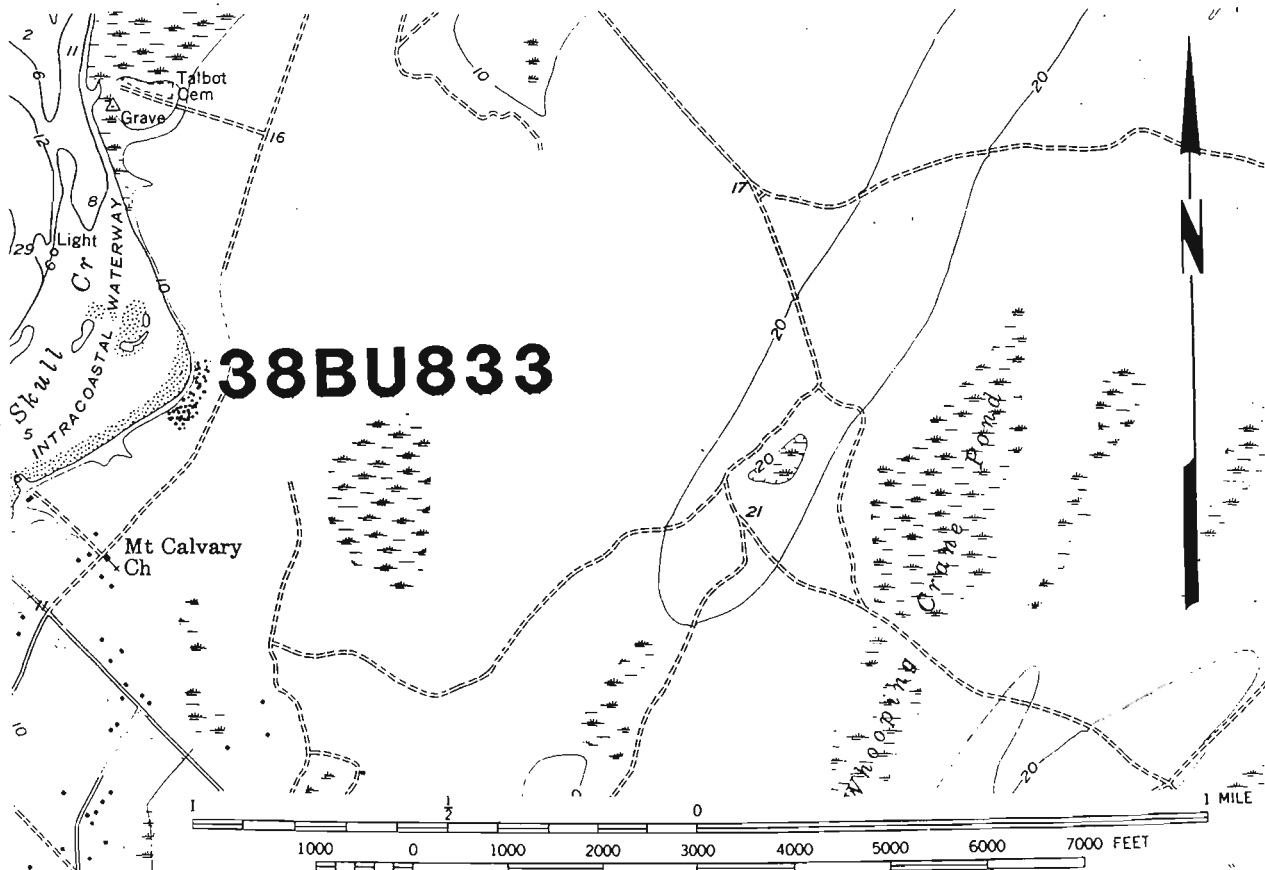 2
11
6
Talbot
Cem
Grave
12
16
10
20
17
8
Light
29
6
10
Skull Cr
INTRACOASTAL WATERWAY
5
38BU833
20
20
21
Mt Calvary
Ch
11
10
Whooping Crane Pond
20
N
1 ½ 0 1 MILE
1000 0 1000 2000 3000 4000 5000 6000 7000 FEET